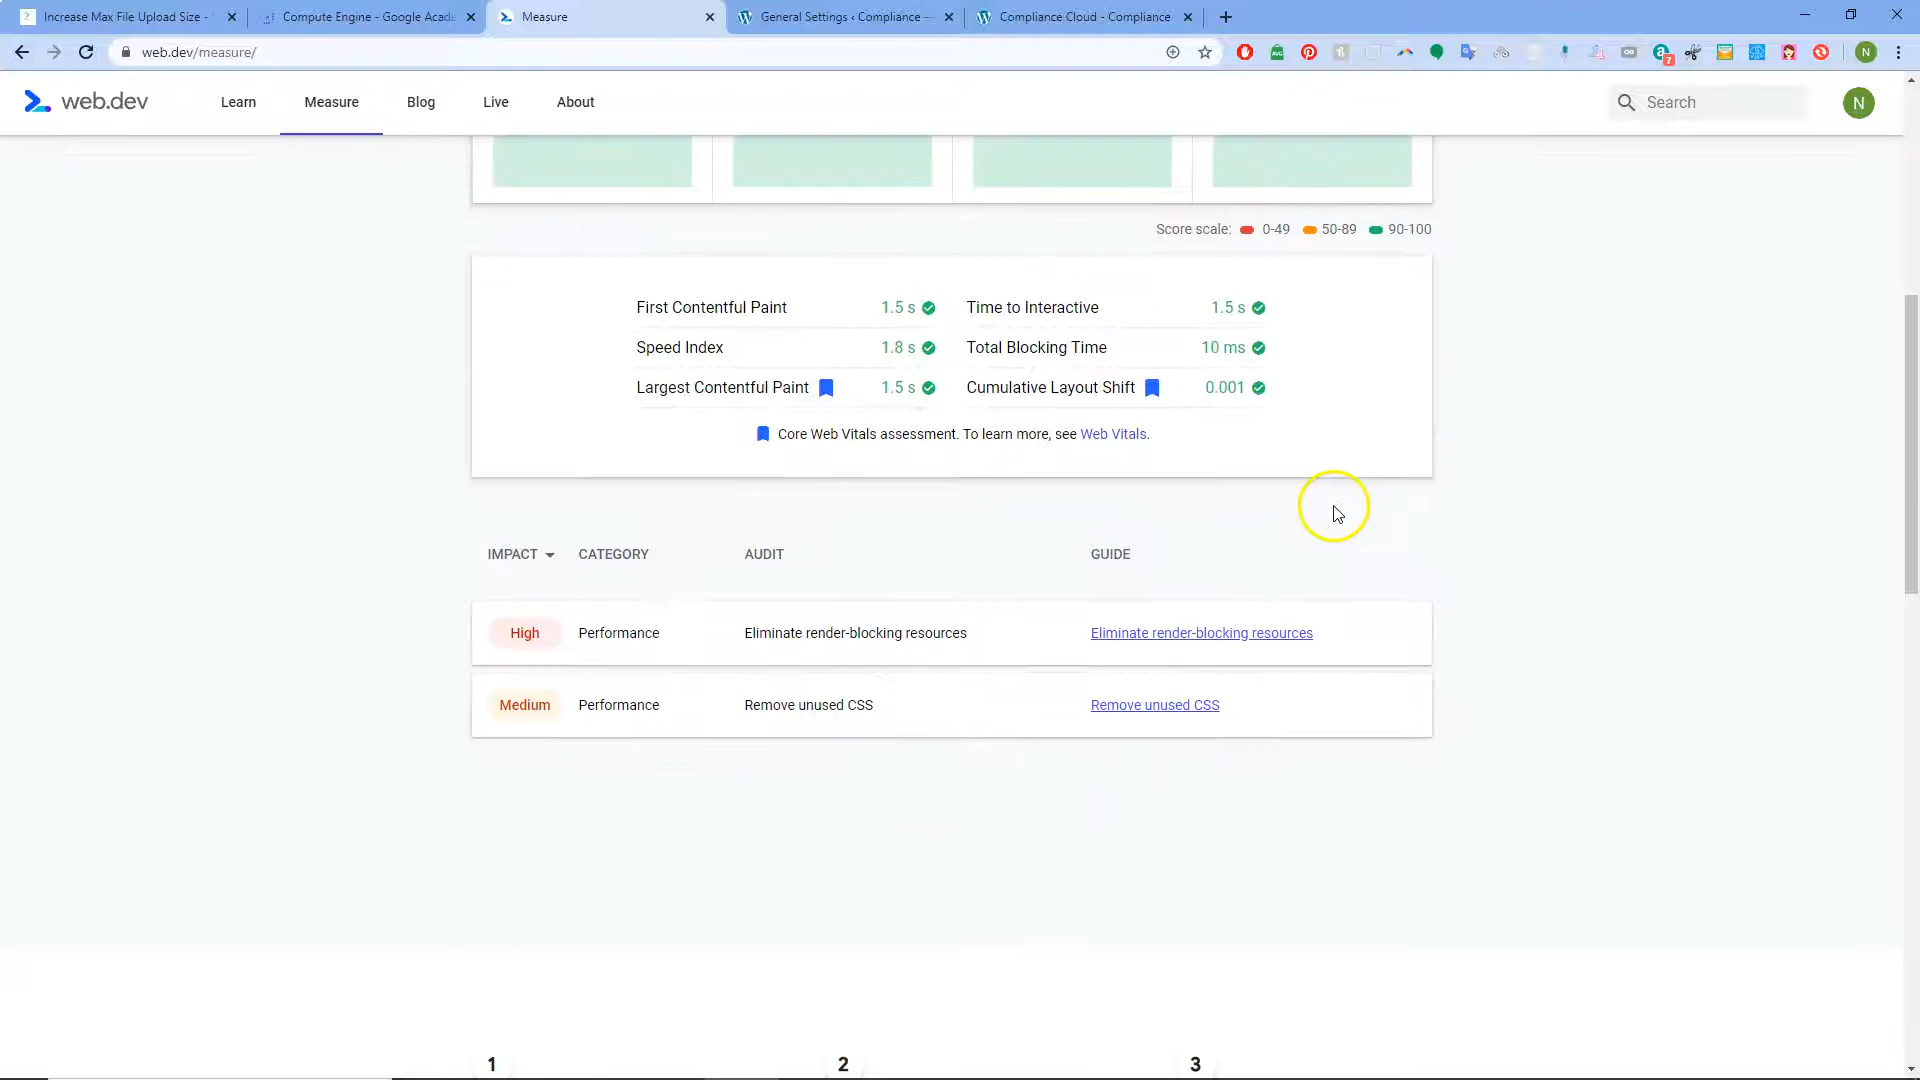 Increase Max File Upload Size -
Compute Engine - Google Acade
Measure
General Settings ‹ Compliance —
Compliance Cloud - Compliance
web.dev/measure/
7
N
web.dev
Learn
Measure
Blog
Live
About
Search
N
Score scale: 0-49 50-89 90-100
First Contentful Paint 1.5 s
Time to Interactive 1.5 s
Speed Index 1.8 s
Total Blocking Time 10 ms
Largest Contentful Paint 1.5 s
Cumulative Layout Shift 0.001
Core Web Vitals assessment. To learn more, see Web Vitals.
IMPACT CATEGORY AUDIT GUIDE
High Performance Eliminate render-blocking resources Eliminate render-blocking resources
Medium Performance Remove unused CSS Remove unused CSS
1 2 3